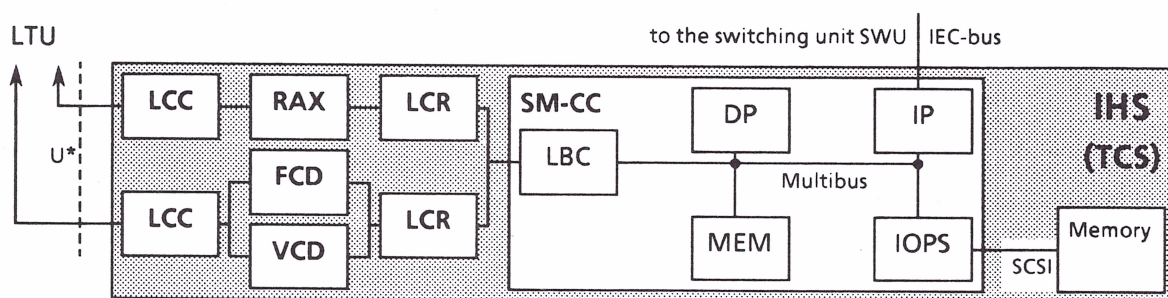 to the switching unit SWU
IEC-bus
LTU
LCC
RAX
LCR
SM-CC
DP
IP
IHS
(TCS)
LBC
U*
FCD
Multibus
LCC
LCR
VCD
MEM
IOPS
Memory
SCSI